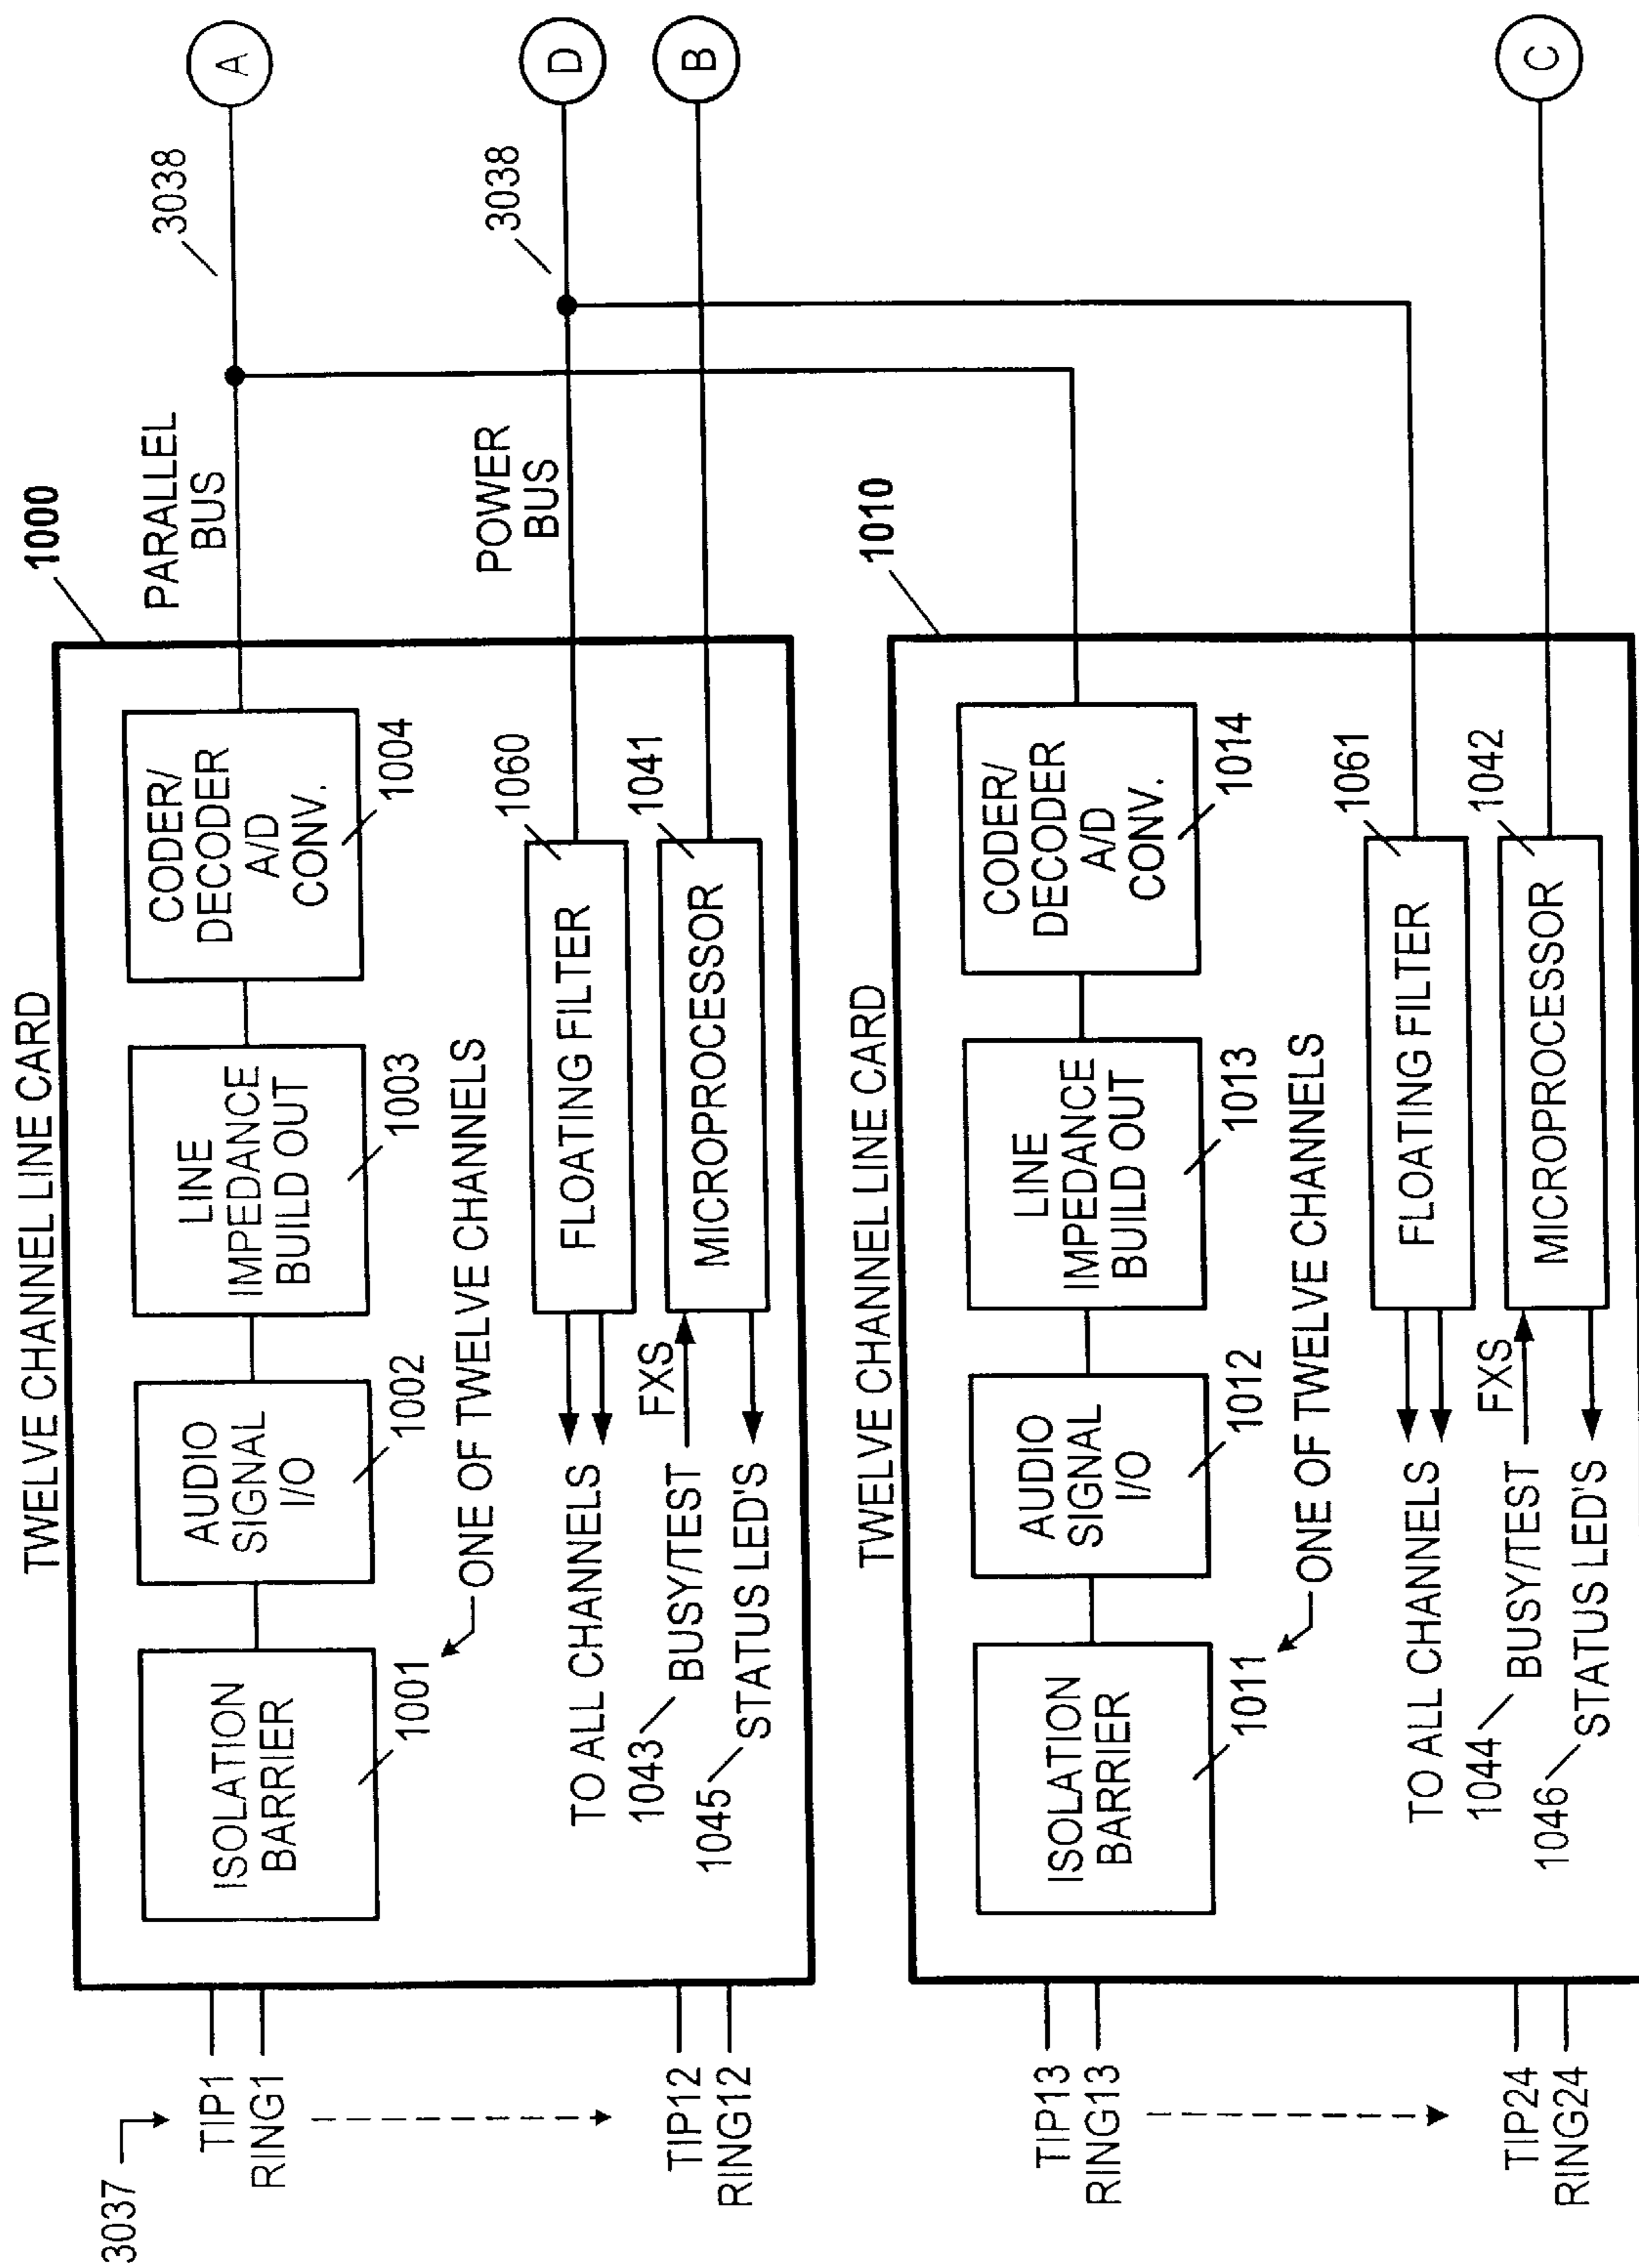 TWELVE CHANNEL LINE CARD
1000
3037
TIP1
RING1
TIP12
RING12
ISOLATION
BARRIER
1001
AUDIO
SIGNAL
I/O
1002
LINE
IMPEDANCE
BUILD OUT
1003
CODER/
DECODER
A/D
CONV.
1004
PARALLEL
BUS
3038
A
ONE OF TWELVE CHANNELS
TO ALL CHANNELS
FLOATING FILTER
1060
POWER
BUS
3038
D
1043
BUSY/TEST
FXS
MICROPROCESSOR
1041
B
1045
STATUS LED'S
TWELVE CHANNEL LINE CARD
1010
TIP13
RING13
TIP24
RING24
ISOLATION
BARRIER
1011
AUDIO
SIGNAL
I/O
1012
LINE
IMPEDANCE
BUILD OUT
1013
CODER/
DECODER
A/D
CONV.
1014
ONE OF TWELVE CHANNELS
TO ALL CHANNELS
FLOATING FILTER
1061
1044
BUSY/TEST
FXS
MICROPROCESSOR
1042
C
1046
STATUS LED'S